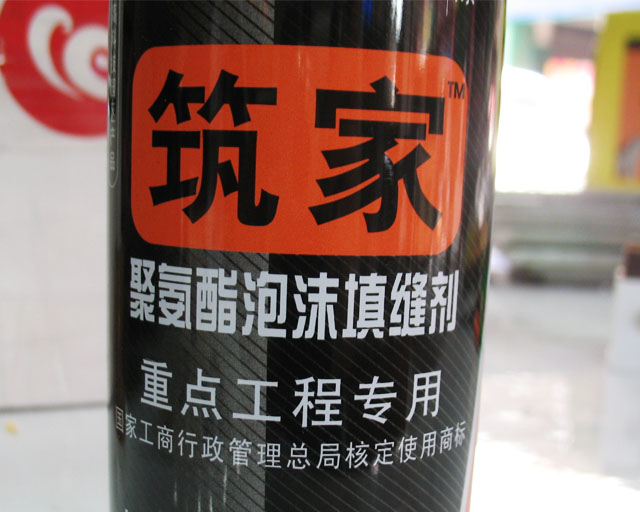 筑家™
聚氨酯泡沫填缝剂
重点工程专用
国家工商行政管理总局核定使用商标